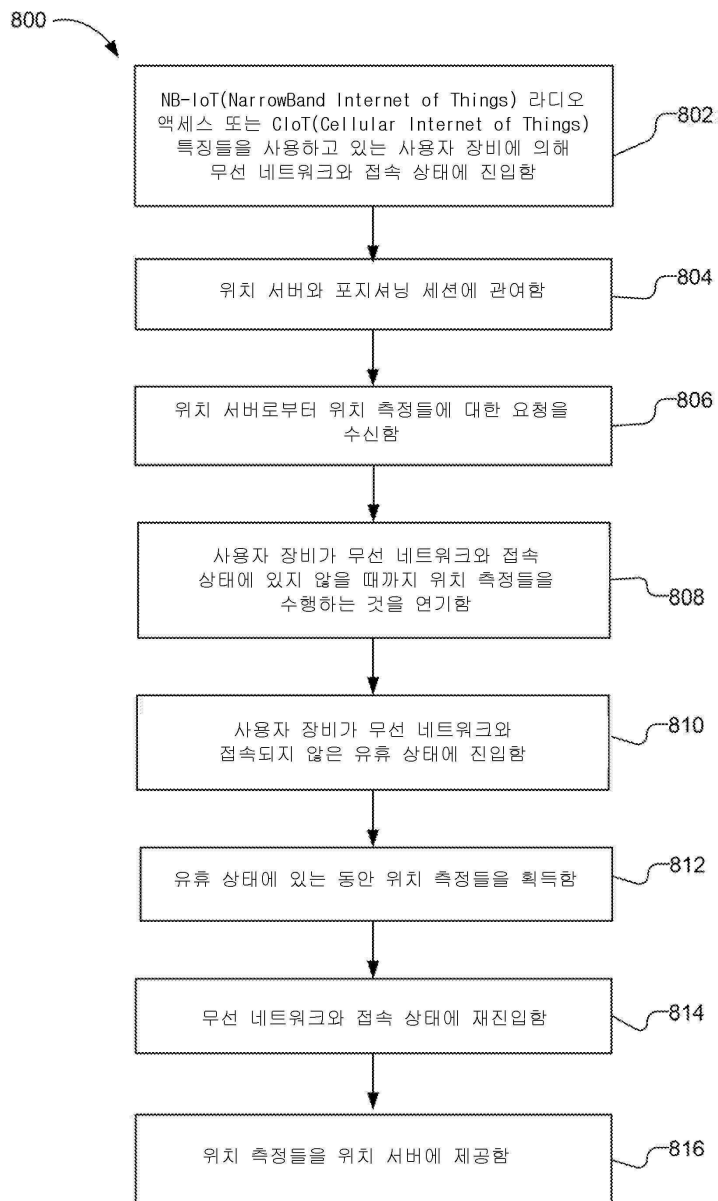 800
NB-IoT(NarrowBand Internet of Things) 라디오
액세스 또는 CIoT(Cellular Internet of Things)
특징들을 사용하고 있는 사용자 장비에 의해
무선 네트워크와 접속 상태에 진입함
802
위치 서버와 포지셔닝 세션에 관여함
804
위치 서버로부터 위치 측정들에 대한 요청을
수신함
806
사용자 장비가 무선 네트워크와 접속
상태에 있지 않을 때까지 위치 측정들을
수행하는 것을 연기함
808
사용자 장비가 무선 네트워크와
접속되지 않은 유휴 상태에 진입함
810
유휴 상태에 있는 동안 위치 측정들을 획득함
812
무선 네트워크와 접속 상태에 재진입함
814
위치 측정들을 위치 서버에 제공함
816